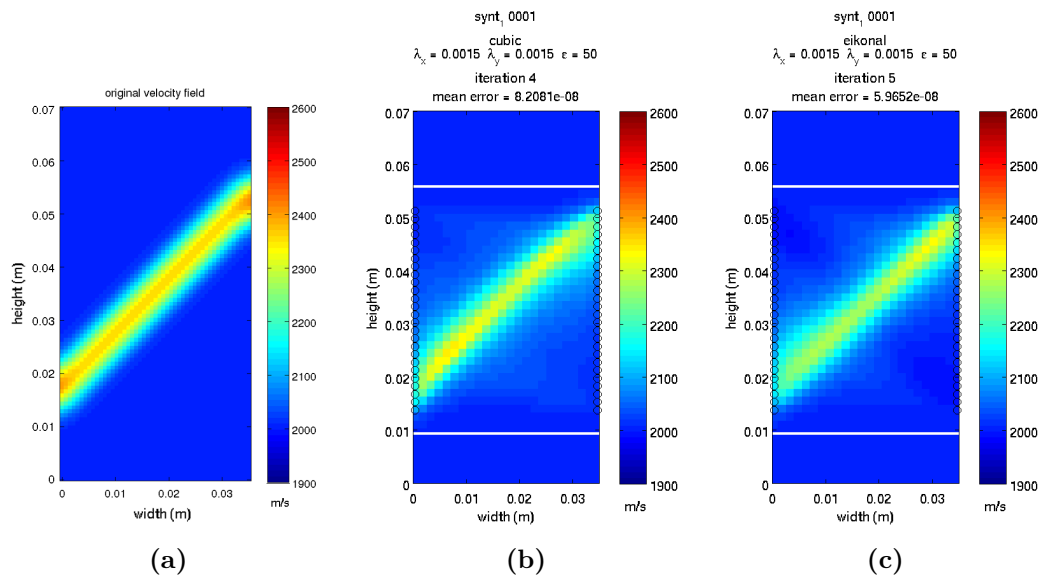 original velocity field
0.07
0.06
0.05
0.04
0.03
0.02
0.01
0
height (m)
0
0.01
0.02
0.03
width (m)
2600
2500
2400
2300
2200
2100
2000
1900
m/s
(a)
synt₁ 0001
cubic
λₓ = 0.0015 λᵧ = 0.0015 ε = 50
iteration 4
mean error = 8.2081e-08
0.07
0.06
0.05
0.04
0.03
0.02
0.01
0
height (m)
0
0.01
0.02
0.03
width (m)
2600
2500
2400
2300
2200
2100
2000
1900
m/s
(b)
synt₁ 0001
eikonal
λₓ = 0.0015 λᵧ = 0.0015 ε = 50
iteration 5
mean error = 5.9652e-08
0.07
0.06
0.05
0.04
0.03
0.02
0.01
0
height (m)
0
0.01
0.02
0.03
width (m)
2600
2500
2400
2300
2200
2100
2000
1900
m/s
(c)